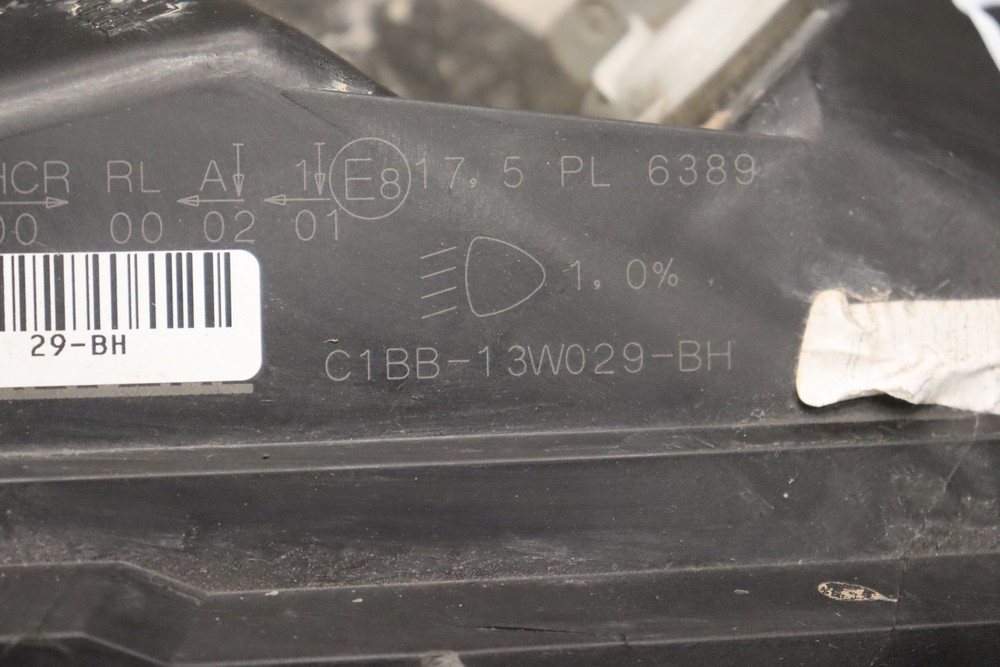 HCR RL A 1 E8 17,5 PL 6389
00 00 02 01
1,0%
29-BH
C1BB-13W029-BH